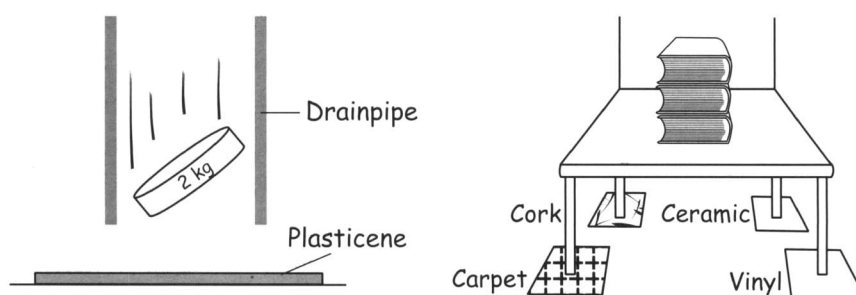 Drainpipe
2 kg
Plasticene
Cork
Ceramic
Carpet
Vinyl